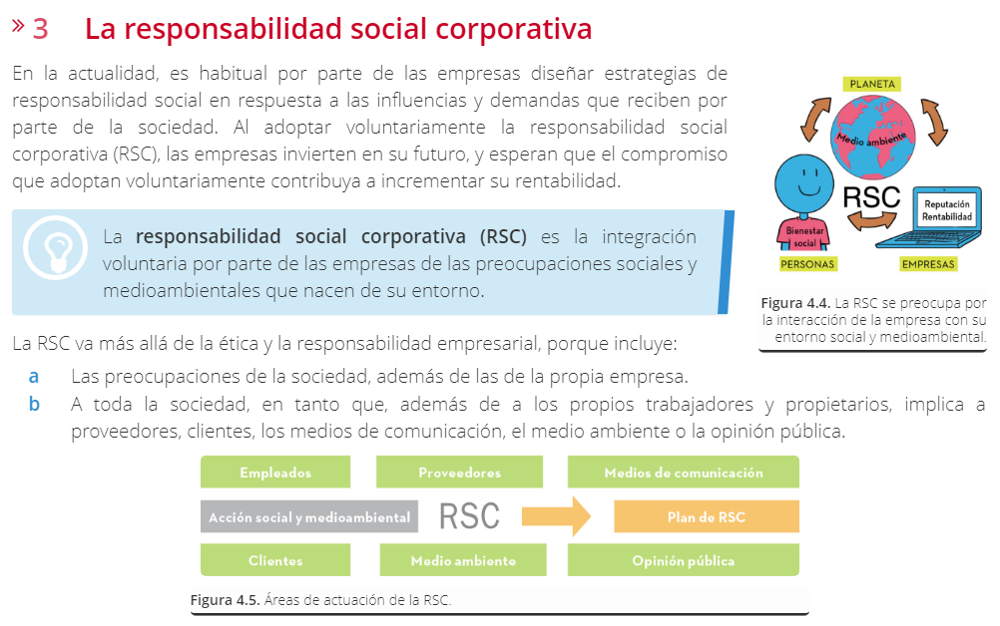 » 3 La responsabilidad social corporativa
En la actualidad, es habitual por parte de las empresas diseñar estrategias de
responsabilidad social en respuesta a las influencias y demandas que reciben por
parte de la sociedad. Al adoptar voluntariamente la responsabilidad social
corporativa (RSC), las empresas invierten en su futuro, y esperan que el compromiso
que adoptan voluntariamente contribuya a incrementar su rentabilidad.
La responsabilidad social corporativa (RSC) es la integración
voluntaria por parte de las empresas de las preocupaciones sociales y
medioambientales que nacen de su entorno.
PLANETA
Medio ambiente
RSC
Reputación
Rentabilidad
Bienestar
social
PERSONAS
EMPRESAS
Figura 4.4. La RSC se preocupa por
la interacción de la empresa con su
entorno social y medioambiental.
La RSC va más allá de la ética y la responsabilidad empresarial, porque incluye:
a Las preocupaciones de la sociedad, además de las de la propia empresa.
b A toda la sociedad, en tanto que, además de a los propios trabajadores y propietarios, implica a
proveedores, clientes, los medios de comunicación, el medio ambiente o la opinión pública.
Empleados Proveedores Medios de comunicación
Acción social y medioambiental RSC Plan de RSC
Clientes Medio ambiente Opinión pública
Figura 4.5. Áreas de actuación de la RSC.